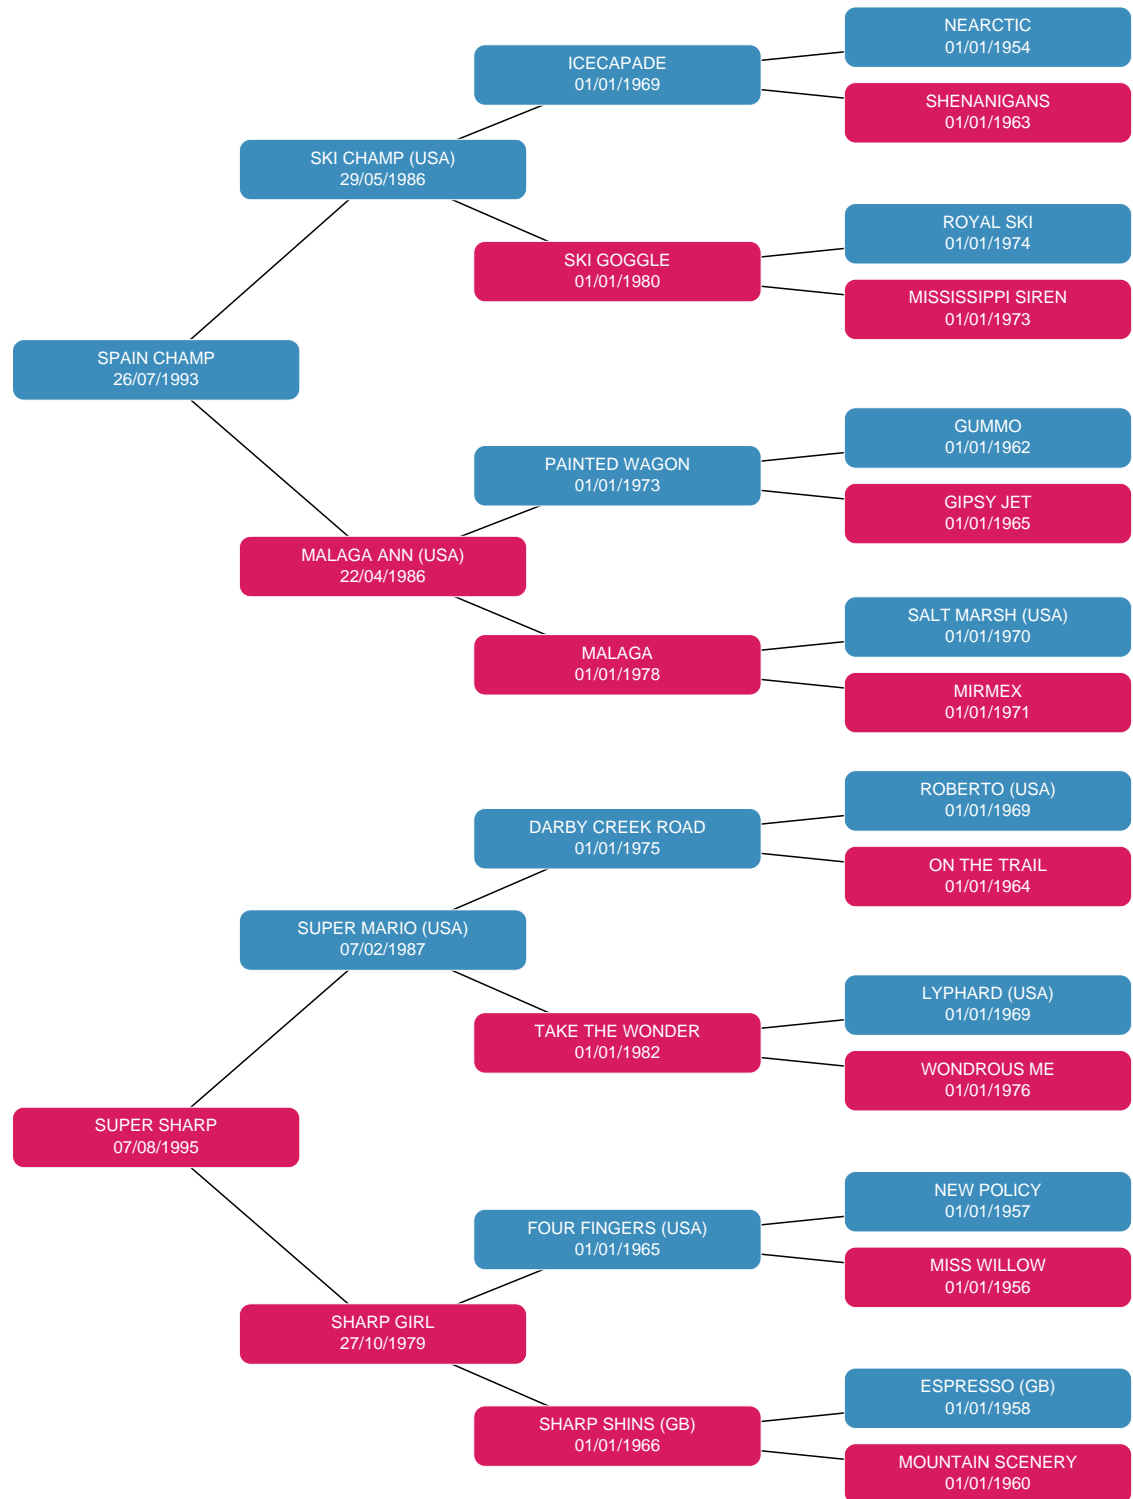 NEARCTIC
01/01/1954
ICECAPADE
01/01/1969
SHENANIGANS
01/01/1963
SKI CHAMP (USA)
29/05/1986
ROYAL SKI
01/01/1974
SKI GOGGLE
01/01/1980
MISSISSIPPI SIREN
01/01/1973
SPAIN CHAMP
26/07/1993
GUMMO
01/01/1962
PAINTED WAGON
01/01/1973
GIPSY JET
01/01/1965
MALAGA ANN (USA)
22/04/1986
SALT MARSH (USA)
01/01/1970
MALAGA
01/01/1978
MIRMEX
01/01/1971
ROBERTO (USA)
01/01/1969
DARBY CREEK ROAD
01/01/1975
ON THE TRAIL
01/01/1964
SUPER MARIO (USA)
07/02/1987
LYPHARD (USA)
01/01/1969
TAKE THE WONDER
01/01/1982
WONDROUS ME
01/01/1976
SUPER SHARP
07/08/1995
NEW POLICY
01/01/1957
FOUR FINGERS (USA)
01/01/1965
MISS WILLOW
01/01/1956
SHARP GIRL
27/10/1979
ESPRESSO (GB)
01/01/1958
SHARP SHINS (GB)
01/01/1966
MOUNTAIN SCENERY
01/01/1960